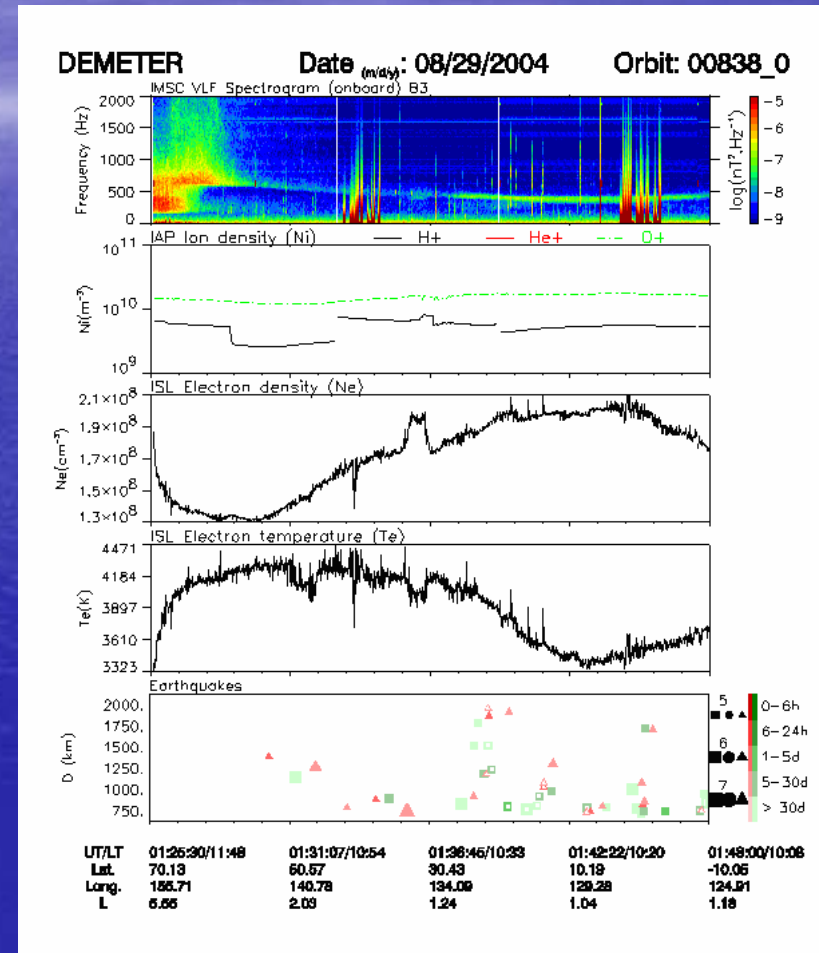 DEMETER Date (m/d/y): 08/29/2004 Orbit: 00838_0
IMSC VLF Spectrogram (onboard) B3
Frequency (Hz)
2000
1500
1000
500
0
log(nT².Hz⁻¹)
-5
-6
-7
-8
-9
IAP Ion density (Ni) H+ He+ O+
Ni(m⁻³)
10¹¹
10¹⁰
10⁹
ISL Electron density (Ne)
Ne(cm⁻³)
2.1×10⁸
1.9×10⁸
1.7×10⁸
1.5×10⁸
1.3×10⁸
ISL Electron temperature (Te)
Te(K)
4471
4184
3897
3610
3323
Earthquakes
D (km)
2000.
1750.
1500.
1250.
1000.
750.
5
6
7
0-6h
6-24h
1-5d
5-30d
> 30d
UT/LT 01:25:30/11:48 01:31:07/10:54 01:36:45/10:33 01:42:22/10:20 01:48:00/10:08
Lat. 70.13 60.57 30.43 10.19 -10.05
Long. 140.78 134.09 129.28 124.91
L 2.03 1.24 1.04 1.18